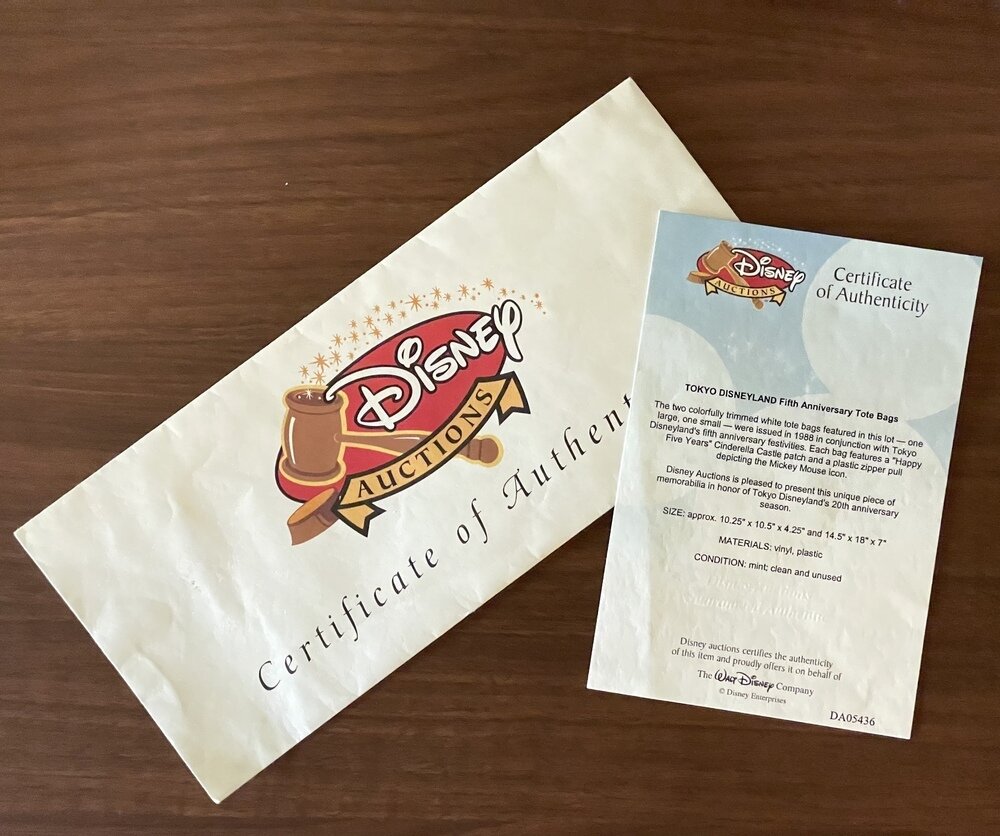 DISNEY
AUCTIONS
Certificate of Authent
DISNEY
AUCTIONS
Certificate
of Authenticity
TOKYO DISNEYLAND Fifth Anniversary Tote Bags
The two colorfully trimmed white tote bags featured in this lot — one
large, one small — were issued in 1988 in conjunction with Tokyo
Disneyland's fifth anniversary festivities. Each bag features a "Happy
Five Years" Cinderella Castle patch and a plastic zipper pull
depicting the Mickey Mouse icon.
Disney Auctions is pleased to present this unique piece of
memorabilia in honor of Tokyo Disneyland's 20th anniversary
season.
SIZE: approx. 10.25" x 10.5" x 4.25" and 14.5" x 18" x 7"
MATERIALS: vinyl, plastic
CONDITION: mint; clean and unused
Disney auctions certifies the authenticity
of this item and proudly offers it on behalf of
The Walt Disney Company
© Disney Enterprises
DA05436